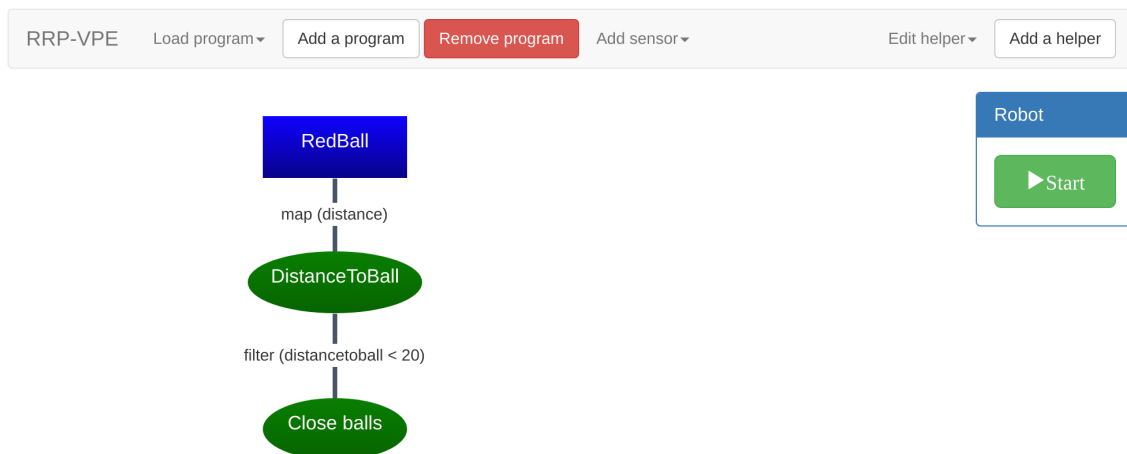 RRP-VPE Load program Add a program Remove program Add sensor Edit helper Add a helper
Robot
Start
RedBall
map (distance)
DistanceToBall
filter (distancetoball < 20)
Close balls